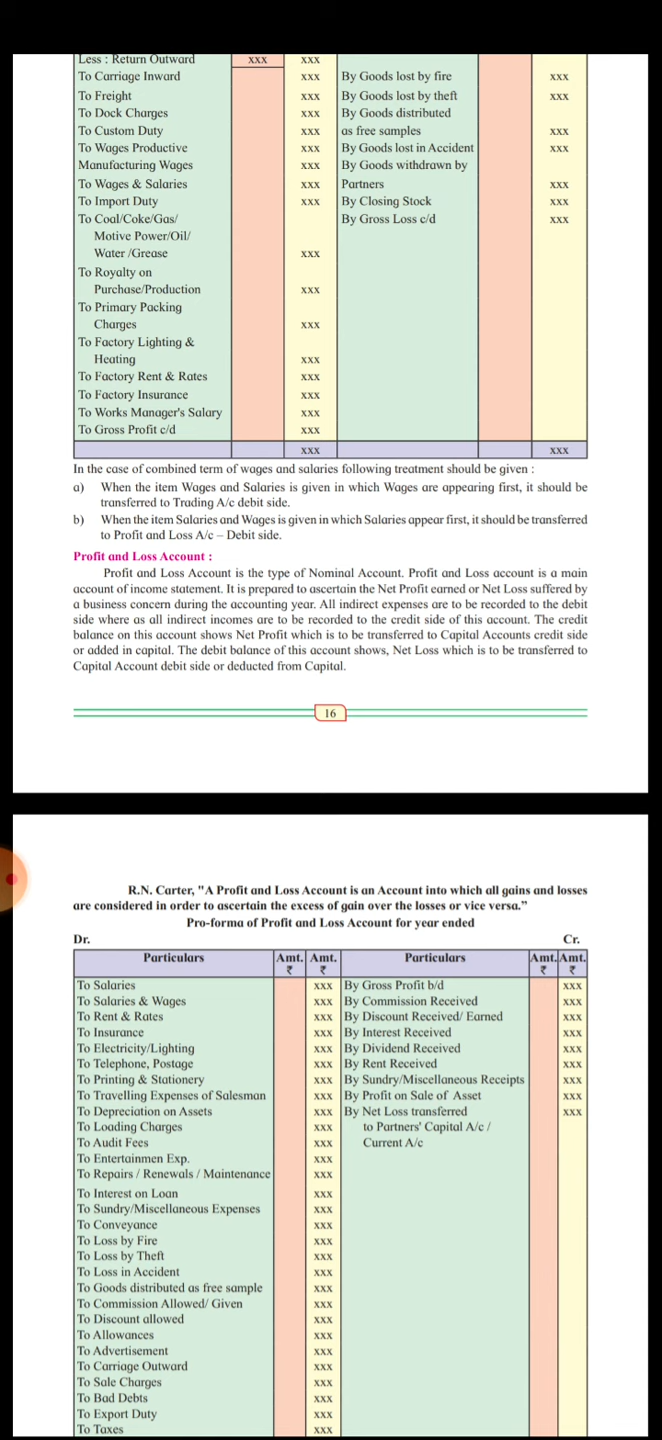 Less : Return Outward xxx xxx
To Carriage Inward xxx By Goods lost by fire xxx
To Freight xxx By Goods lost by theft xxx
To Dock Charges xxx By Goods distributed
To Custom Duty xxx as free samples xxx
To Wages Productive xxx By Goods lost in Accident xxx
Manufacturing Wages xxx By Goods withdrawn by
To Wages & Salaries xxx Partners xxx
To Import Duty xxx By Closing Stock xxx
To Coal/Coke/Gas/ By Gross Loss c/d xxx
Motive Power/Oil/
Water /Grease xxx
To Royalty on
Purchase/Production xxx
To Primary Packing
Charges xxx
To Factory Lighting &
Heating xxx
To Factory Rent & Rates xxx
To Factory Insurance xxx
To Works Manager's Salary xxx
To Gross Profit c/d xxx
xxx xxx
In the case of combined term of wages and salaries following treatment should be given :
a) When the item Wages and Salaries is given in which Wages are appearing first, it should be
transferred to Trading A/c debit side.
b) When the item Salaries and Wages is given in which Salaries appear first, it should be transferred
to Profit and Loss A/c – Debit side.
Profit and Loss Account :
Profit and Loss Account is the type of Nominal Account. Profit and Loss account is a main
account of income statement. It is prepared to ascertain the Net Profit earned or Net Loss suffered by
a business concern during the accounting year. All indirect expenses are to be recorded to the debit
side where as all indirect incomes are to be recorded to the credit side of this account. The credit
balance on this account shows Net Profit which is to be transferred to Capital Accounts credit side
or added in capital. The debit balance of this account shows, Net Loss which is to be transferred to
Capital Account debit side or deducted from Capital.
16
R.N. Carter, "A Profit and Loss Account is an Account into which all gains and losses
are considered in order to ascertain the excess of gain over the losses or vice versa.”
Pro-forma of Profit and Loss Account for year ended
Dr. Cr.
Particulars Amt. Amt. Particulars Amt. Amt.
₹ ₹ ₹ ₹
To Salaries xxx By Gross Profit b/d xxx
To Salaries & Wages xxx By Commission Received xxx
To Rent & Rates xxx By Discount Received/ Earned xxx
To Insurance xxx By Interest Received xxx
To Electricity/Lighting xxx By Dividend Received xxx
To Telephone, Postage xxx By Rent Received xxx
To Printing & Stationery xxx By Sundry/Miscellaneous Receipts xxx
To Travelling Expenses of Salesman xxx By Profit on Sale of Asset xxx
To Depreciation on Assets xxx By Net Loss transferred xxx
To Loading Charges xxx to Partners' Capital A/c /
To Audit Fees xxx Current A/c
To Entertainmen Exp. xxx
To Repairs / Renewals / Maintenance xxx
To Interest on Loan xxx
To Sundry/Miscellaneous Expenses xxx
To Conveyance xxx
To Loss by Fire xxx
To Loss by Theft xxx
To Loss in Accident xxx
To Goods distributed as free sample xxx
To Commission Allowed/ Given xxx
To Discount allowed xxx
To Allowances xxx
To Advertisement xxx
To Carriage Outward xxx
To Sale Charges xxx
To Bad Debts xxx
To Export Duty xxx
To Taxes xxx